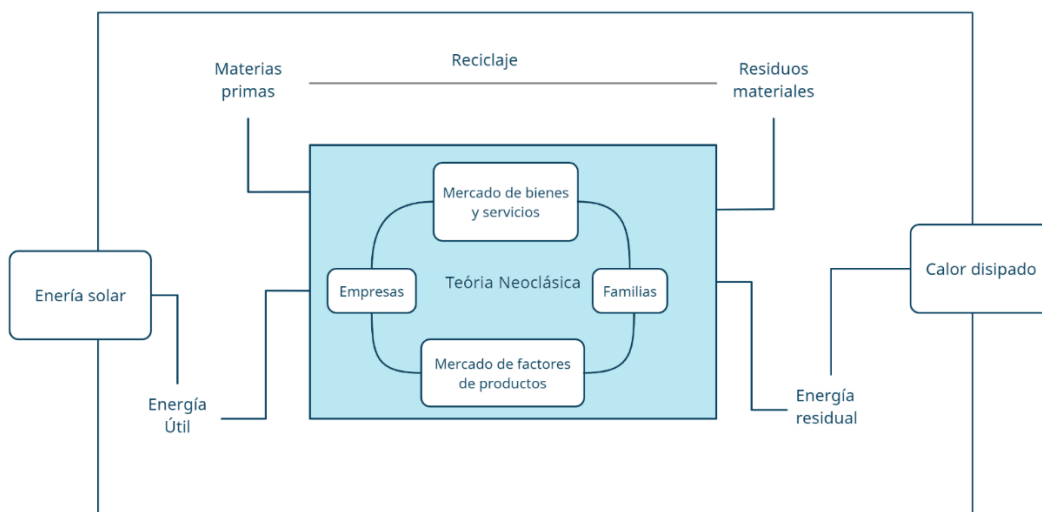 Reciclaje
Materias
primas
Residuos
materiales
Mercado de bienes
y servicios
Enería solar
Empresas
Teória Neoclásica
Familias
Calor disipado
Mercado de factores
de productos
Energía
Útil
Energía
residual